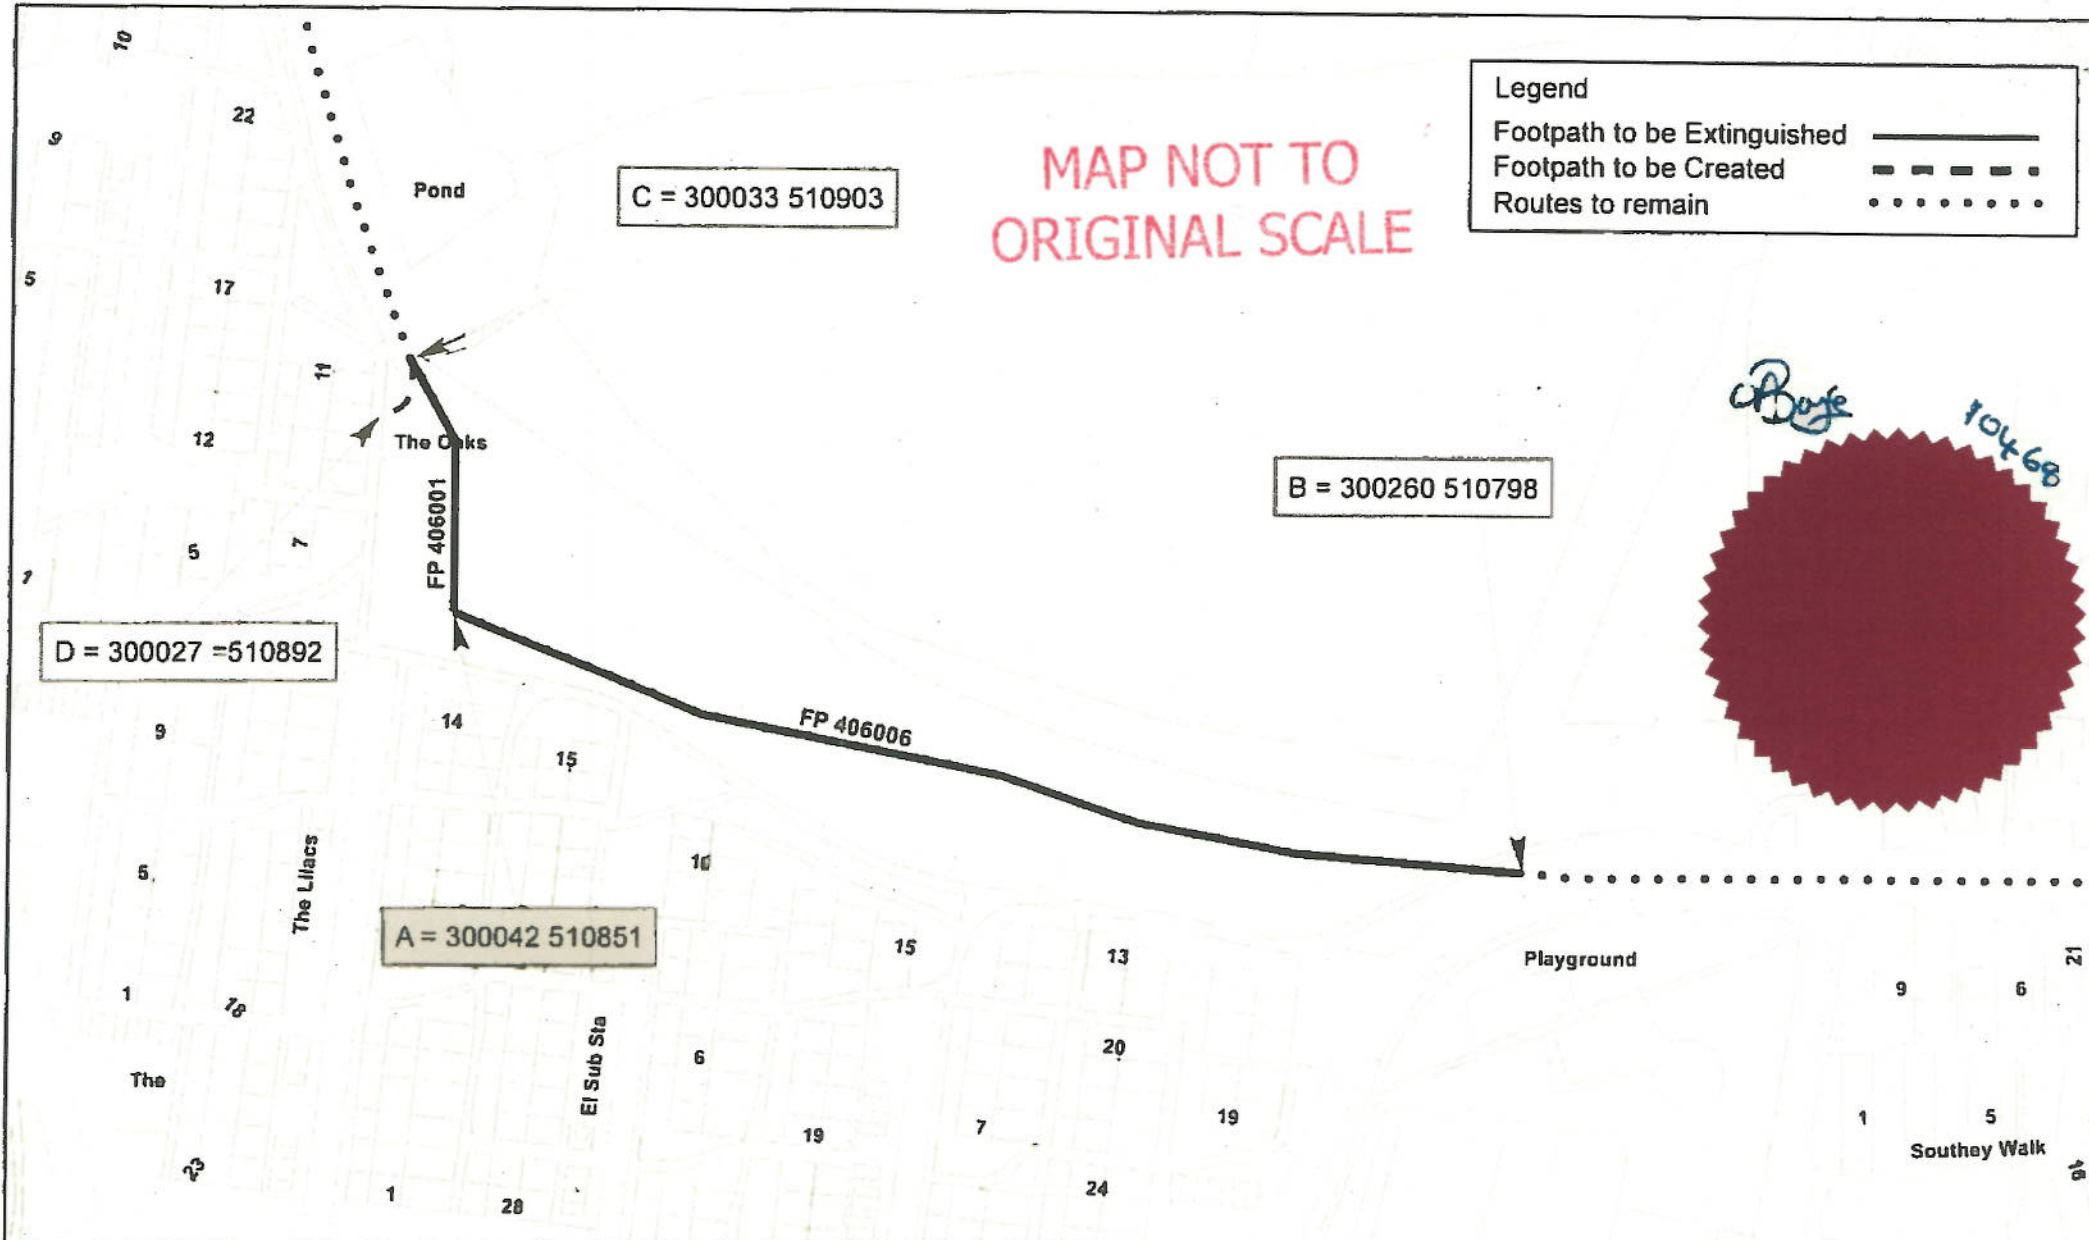 10
22
9
Pond
5
17
11
12
The Oaks
5
7
1
FP 406001
C = 300033 510903
MAP NOT TO
ORIGINAL SCALE
Legend
Footpath to be Extinguished
Footpath to be Created
Routes to remain
B = 300260 510798
10468
D = 300027 =510892
9
14
15
FP 406006
5
The Lilacs
10
A = 300042 510851
15
13
Playground
21
1
18
9
6
El Sub Sta
6
20
The
19
7
19
1
5
Southey Walk
23
1
28
24